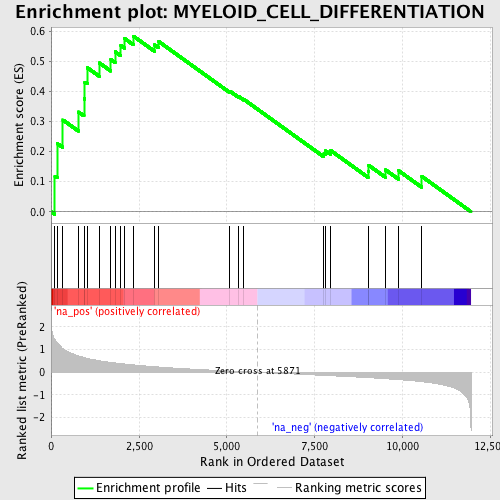 Enrichment plot: MYELOID_CELL_DIFFERENTIATION
Enrichment score (ES)
0.6
0.5
0.4
0.3
0.2
0.1
0.0
'na_pos' (positively correlated)
Ranked list metric (PreRanked)
2
1
0
-1
-2
Zero cross at 5871
'na_neg' (negatively correlated)
0
2,500
5,000
7,500
10,000
12,500
Rank in Ordered Dataset
Enrichment profile
Hits
Ranking metric scores